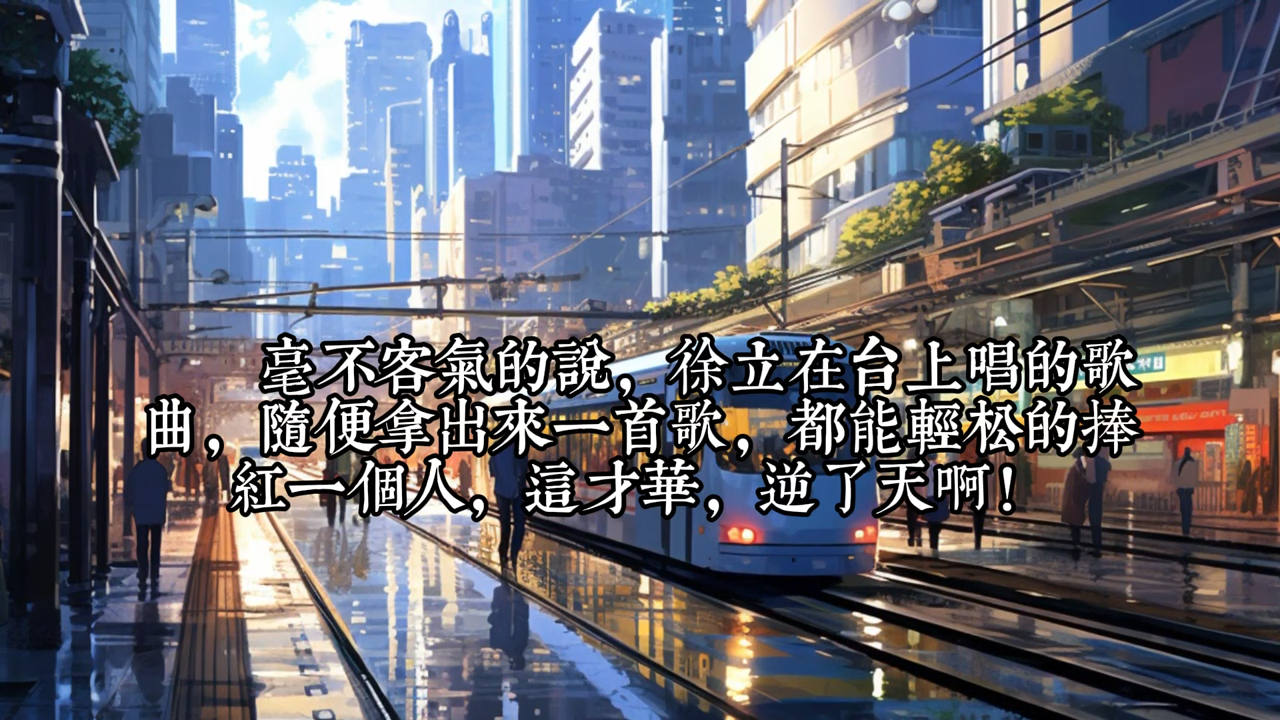 毫不客氣的說，徐立在台上唱的歌
曲，隨便拿出來一首歌，都能輕松的捧
紅一個人，這才華，逆了天啊！